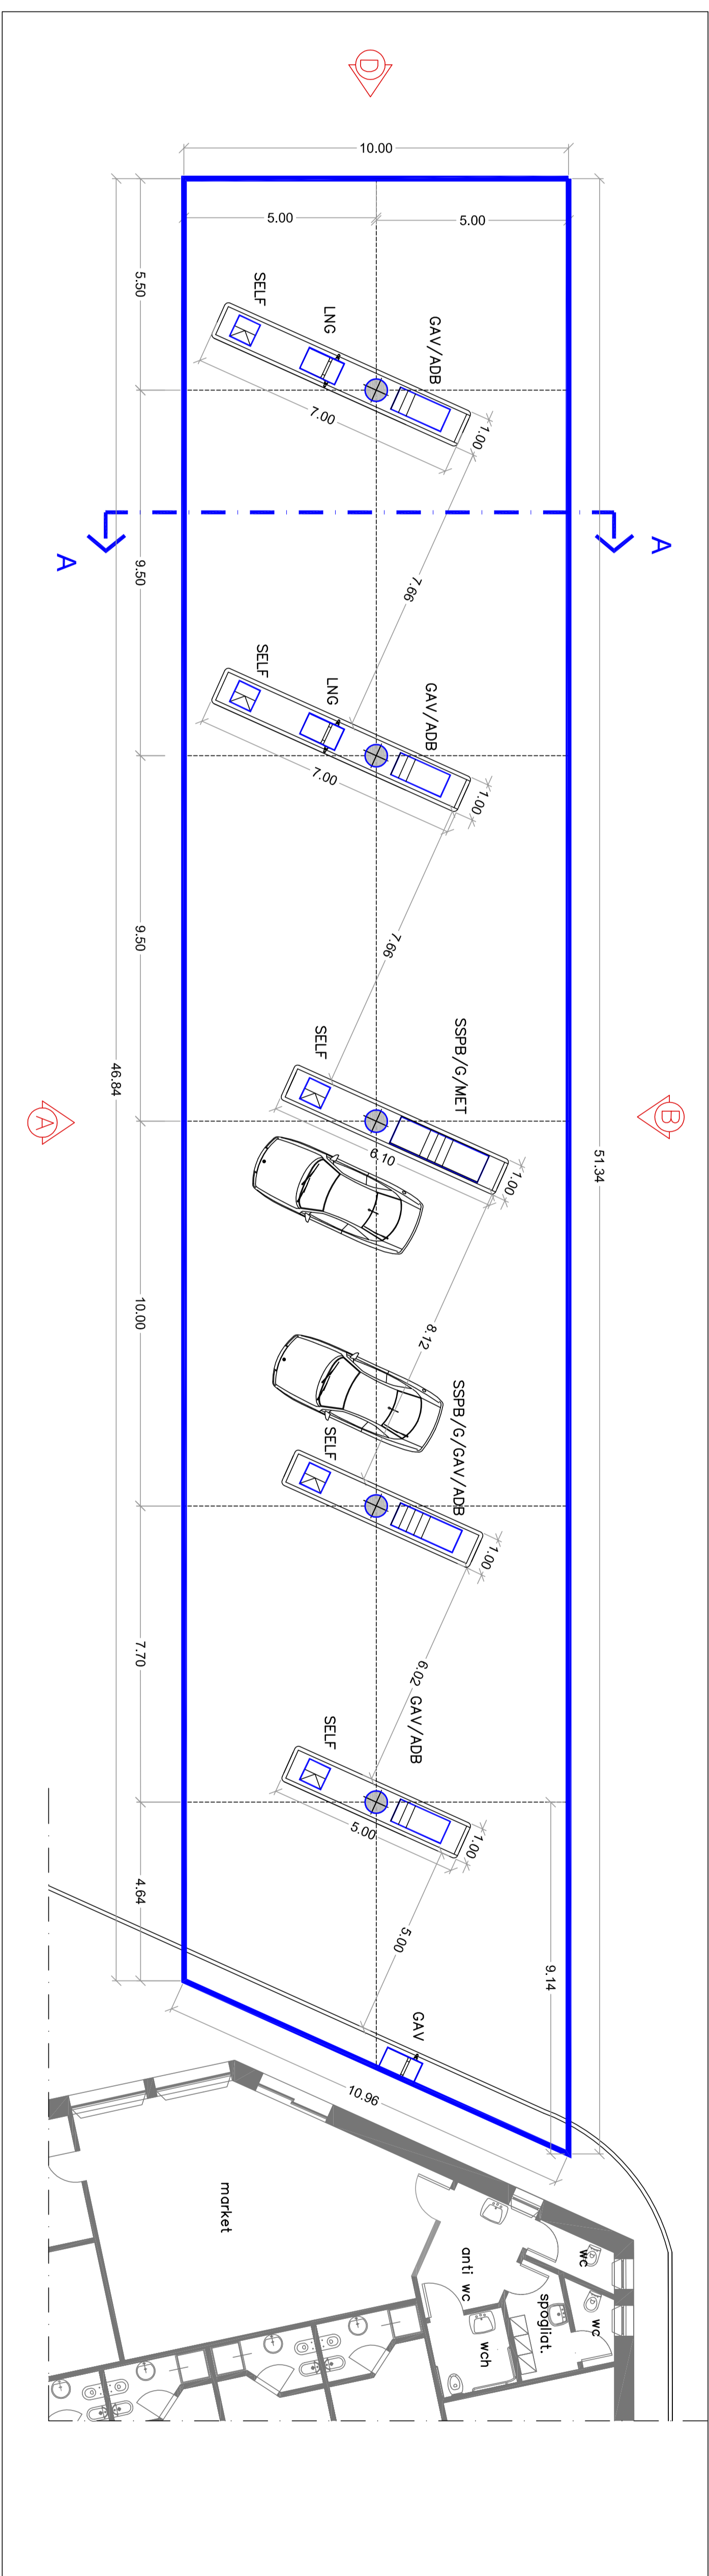 D
10.00
5.00
5.00
5.50
SELF
LNG
GAV/ADB
7.00
1.00
A
A
9.50
7.66
SELF
LNG
GAV/ADB
7.00
1.00
9.50
7.66
46.84
51.34
A
B
SELF
SSPB/G/MET
6.10
1.00
10.00
8.12
SELF
SSPB/G/GAV/ADB
1.00
7.70
6.02
SELF
GAV/ADB
5.00
1.00
4.64
5.00
9.14
GAV
10.96
market
anti wc
wc
wc
spogliat.
wch